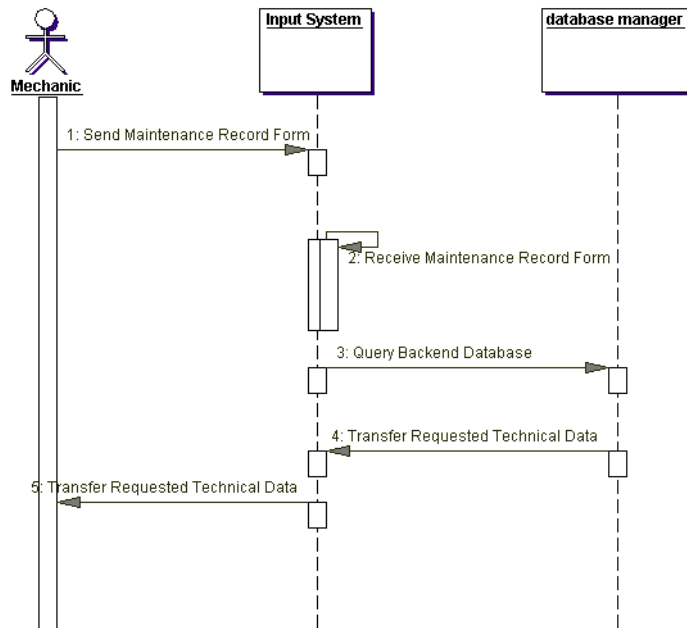 Input System
database manager
Mechanic
1: Send Maintenance Record Form
2: Receive Maintenance Record Form
3: Query Backend Database
4: Transfer Requested Technical Data
5: Transfer Requested Technical Data